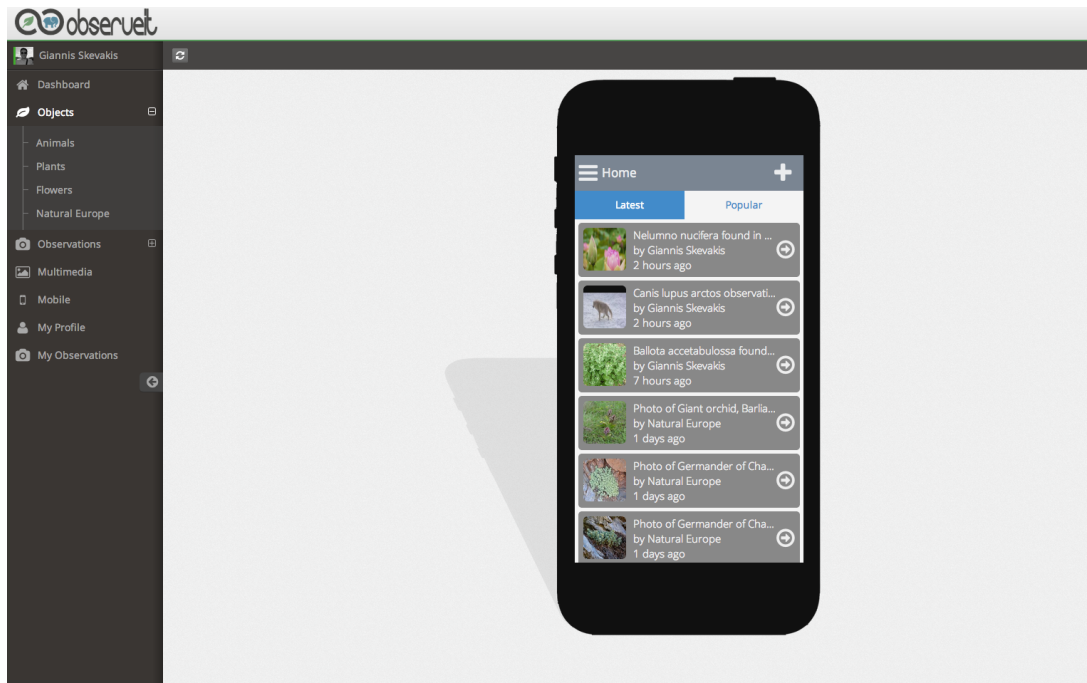 observeit
Giannis Skevakis
Dashboard
Objects
Animals
Plants
Flowers
Natural Europe
Observations
Multimedia
Mobile
My Profile
My Observations
Home
Latest Popular
Nelumno nucifera found in ...
by Giannis Skevakis
2 hours ago
Canis lupus arctos observati...
by Giannis Skevakis
2 hours ago
Ballota accetabulossa found...
by Giannis Skevakis
7 hours ago
Photo of Giant orchid, Barlia...
by Natural Europe
1 days ago
Photo of Germander of Cha...
by Natural Europe
1 days ago
Photo of Germander of Cha...
by Natural Europe
1 days ago